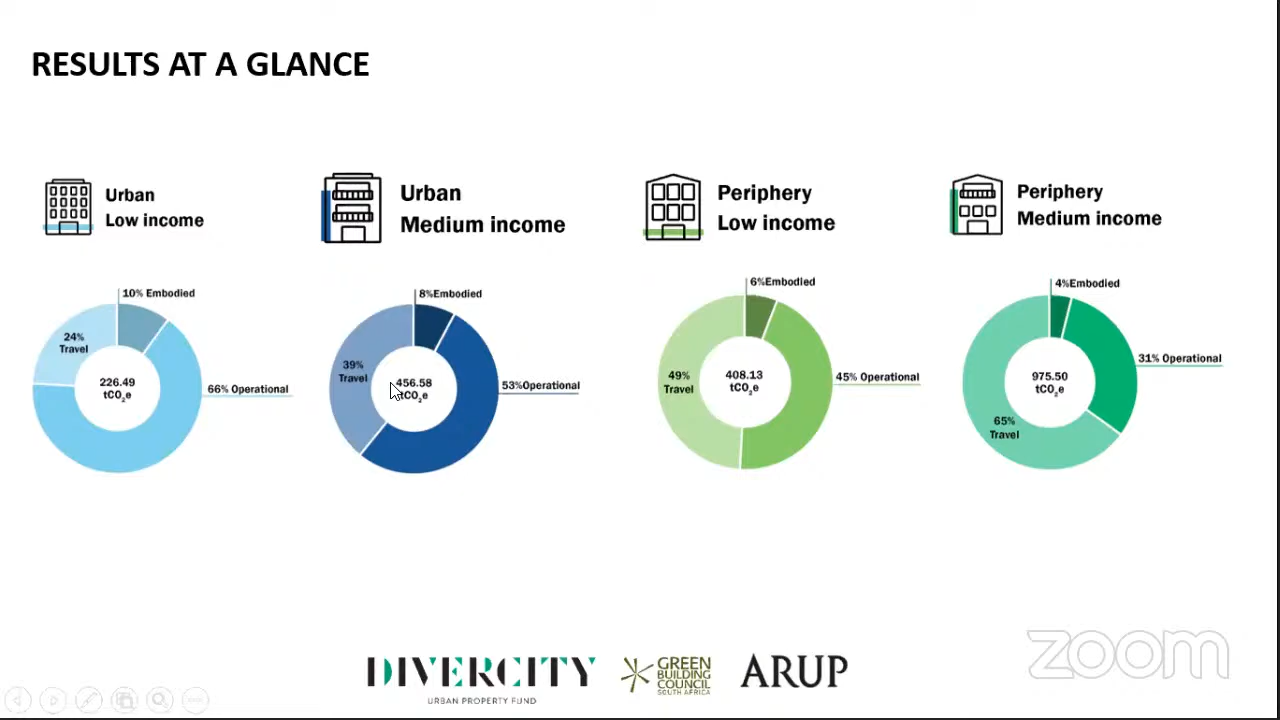 RESULTS AT A GLANCE
Urban
Low income
Urban
Medium income
Periphery
Low income
Periphery
Medium income
10% Embodied
24%
Travel
226.49
tCO₂e
66% Operational
8%Embodied
39%
Travel
456.58
tCO₂e
53%Operational
6%Embodied
49%
Travel
408.13
tCO₂e
45% Operational
4%Embodied
31% Operational
975.50
tCO₂e
65%
Travel
DIVERCITY
URBAN PROPERTY FUND
GREEN
BUILDING
COUNCIL
SOUTH AFRICA
ARUP
zoom